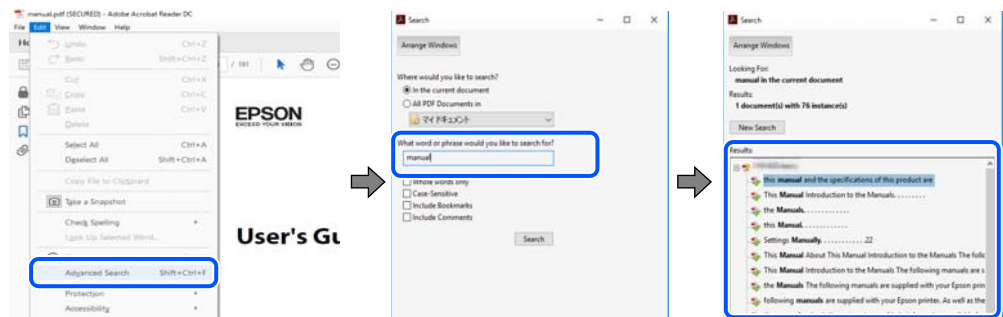 manual.pdf (SECURED) - Adobe Acrobat Reader DC
File Edit View Window Help
Undo Ctrl+Z
Redo Shift+Ctrl+Z
Cut Ctrl+X
Copy Ctrl+C
Paste Ctrl+V
Delete
Select All Ctrl+A
Deselect All Shift+Ctrl+A
Copy File to Clipboard
Take a Snapshot
Check Spelling
Look Up Selected Word...
Advanced Search Shift+Ctrl+F
Protection
Accessibility
/ 181
EPSON
EXCEED YOUR VISION
User's Gu
Search
Arrange Windows
Where would you like to search?
In the current document
All PDF Documents in
マイ ドキュメント
What word or phrase would you like to search for?
manual
Whole words only
Case-Sensitive
Include Bookmarks
Include Comments
Search
Search
Arrange Windows
Looking For:
manual in the current document
Results:
1 document(s) with 76 instance(s)
New Search
Results:
this manual and the specifications of this product are
This Manual Introduction to the Manuals. . . . . . . . .
the Manuals. . . . . . . . . . . . .
this Manual. . . . . . . . . . . . .
Settings Manually. . . . . . . . . . . . .22
This Manual About This Manual Introduction to the Manuals The follo
This Manual Introduction to the Manuals The following manuals are s
the Manuals The following manuals are supplied with your Epson prin
following manuals are supplied with your Epson printer. As well as the